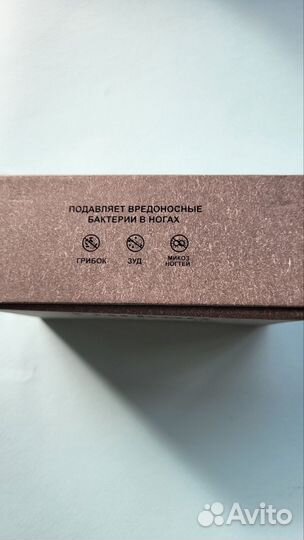 ПОДАВЛЯЕТ ВРЕДОНОСНЫЕ
БАКТЕРИИ В НОГАХ
ГРИБОК
ЗУД
МИКОЗ
НОГТЕЙ
Avito